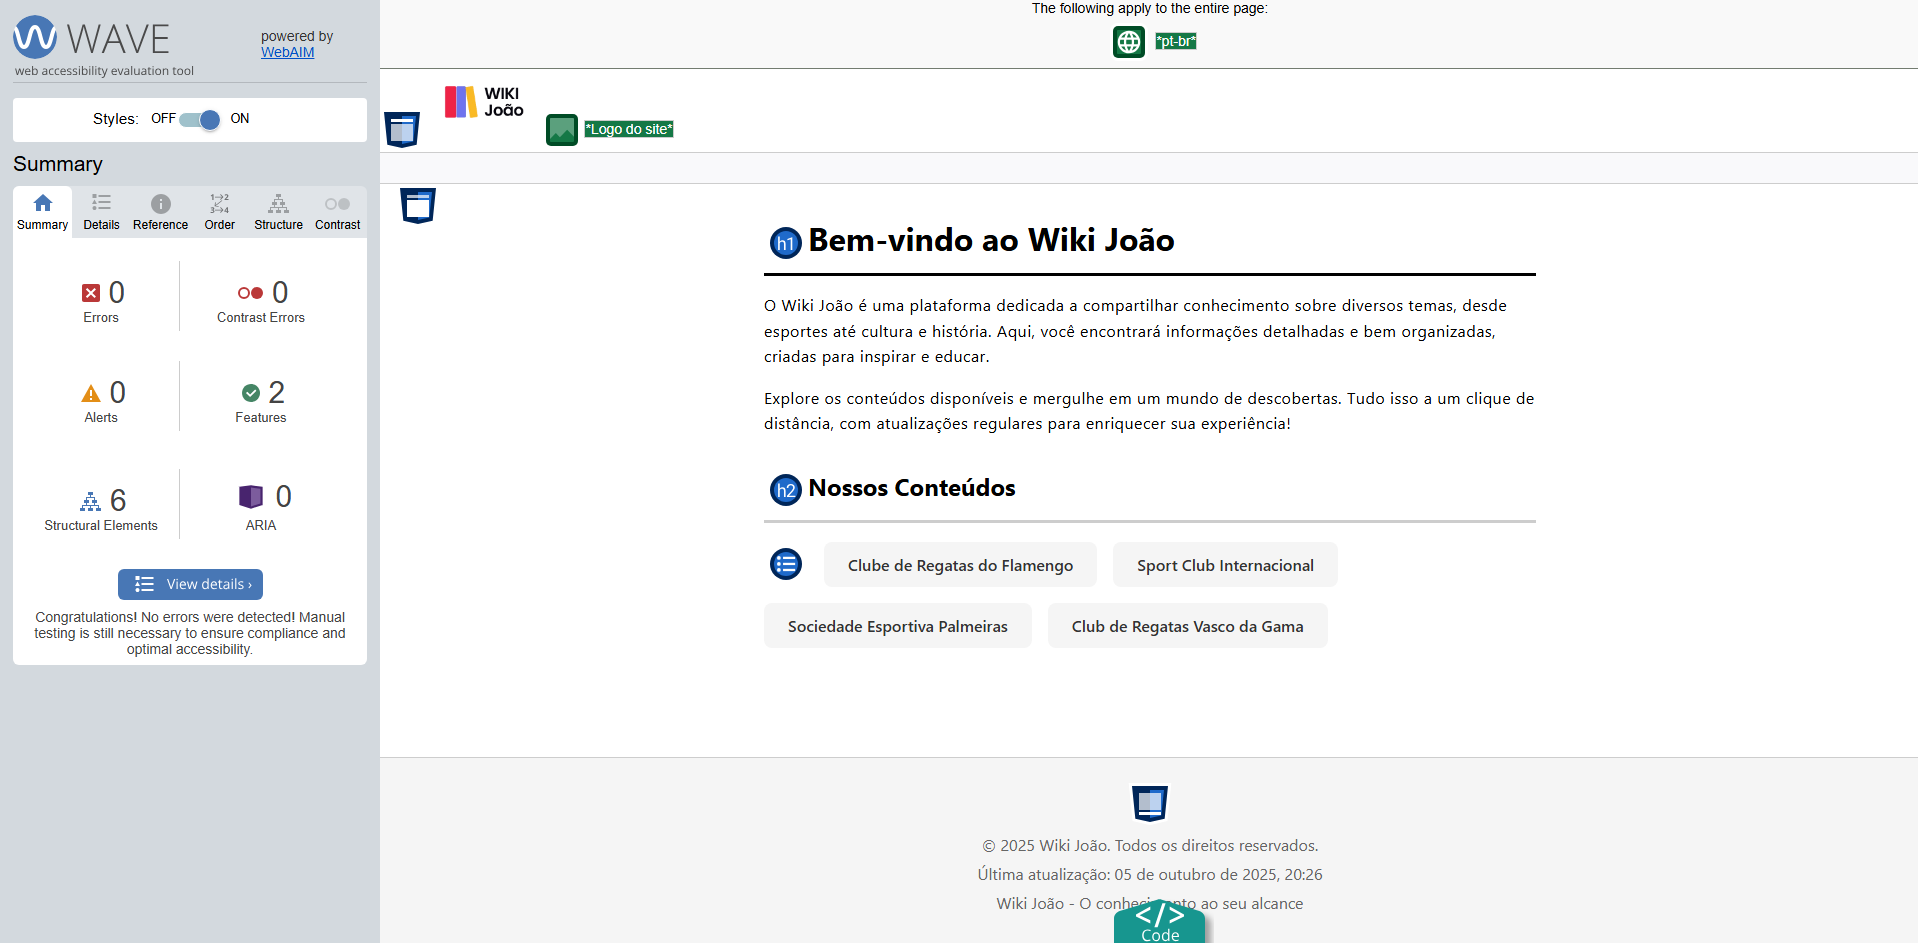 WAVE
powered by
WebAIM
web accessibility evaluation tool
Styles: OFF ON
Summary
Summary Details Reference Order Structure Contrast
0
Errors
0
Contrast Errors
0
Alerts
2
Features
6
Structural Elements
0
ARIA
View details ›
Congratulations! No errors were detected! Manual
testing is still necessary to ensure compliance and
optimal accessibility.
The following apply to the entire page:
*pt-br*
WIKI
João
*Logo do site*
h1 Bem-vindo ao Wiki João
O Wiki João é uma plataforma dedicada a compartilhar conhecimento sobre diversos temas, desde
esportes até cultura e história. Aqui, você encontrará informações detalhadas e bem organizadas,
criadas para inspirar e educar.
Explore os conteúdos disponíveis e mergulhe em um mundo de descobertas. Tudo isso a um clique de
distância, com atualizações regulares para enriquecer sua experiência!
h2 Nossos Conteúdos
Clube de Regatas do Flamengo Sport Club Internacional
Sociedade Esportiva Palmeiras Club de Regatas Vasco da Gama
© 2025 Wiki João. Todos os direitos reservados.
Última atualização: 05 de outubro de 2025, 20:26
Wiki João - O conhecimento ao seu alcance
</>
Code